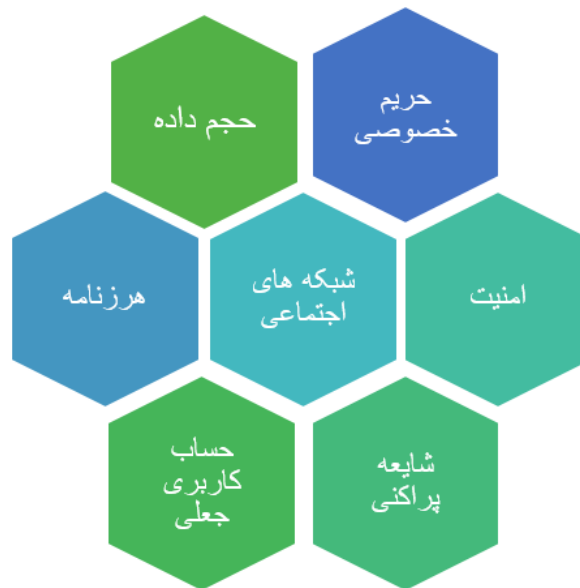 حریم
خصوصی
حجم داده
امنیت
شبکه های
اجتماعی
هرزنامه
شایعه
پراکنی
حساب
کاربری
جعلی